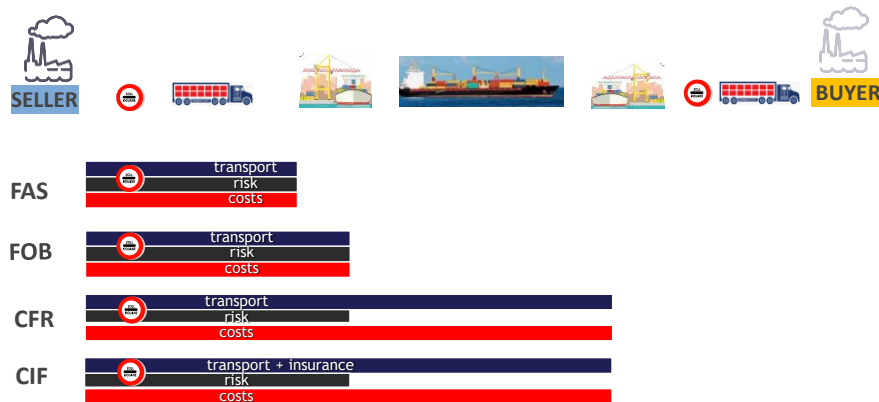 SELLER
BUYER
FAS
transport
risk
costs
FOB
transport
risk
costs
CFR
transport
risk
costs
CIF
transport + insurance
risk
costs